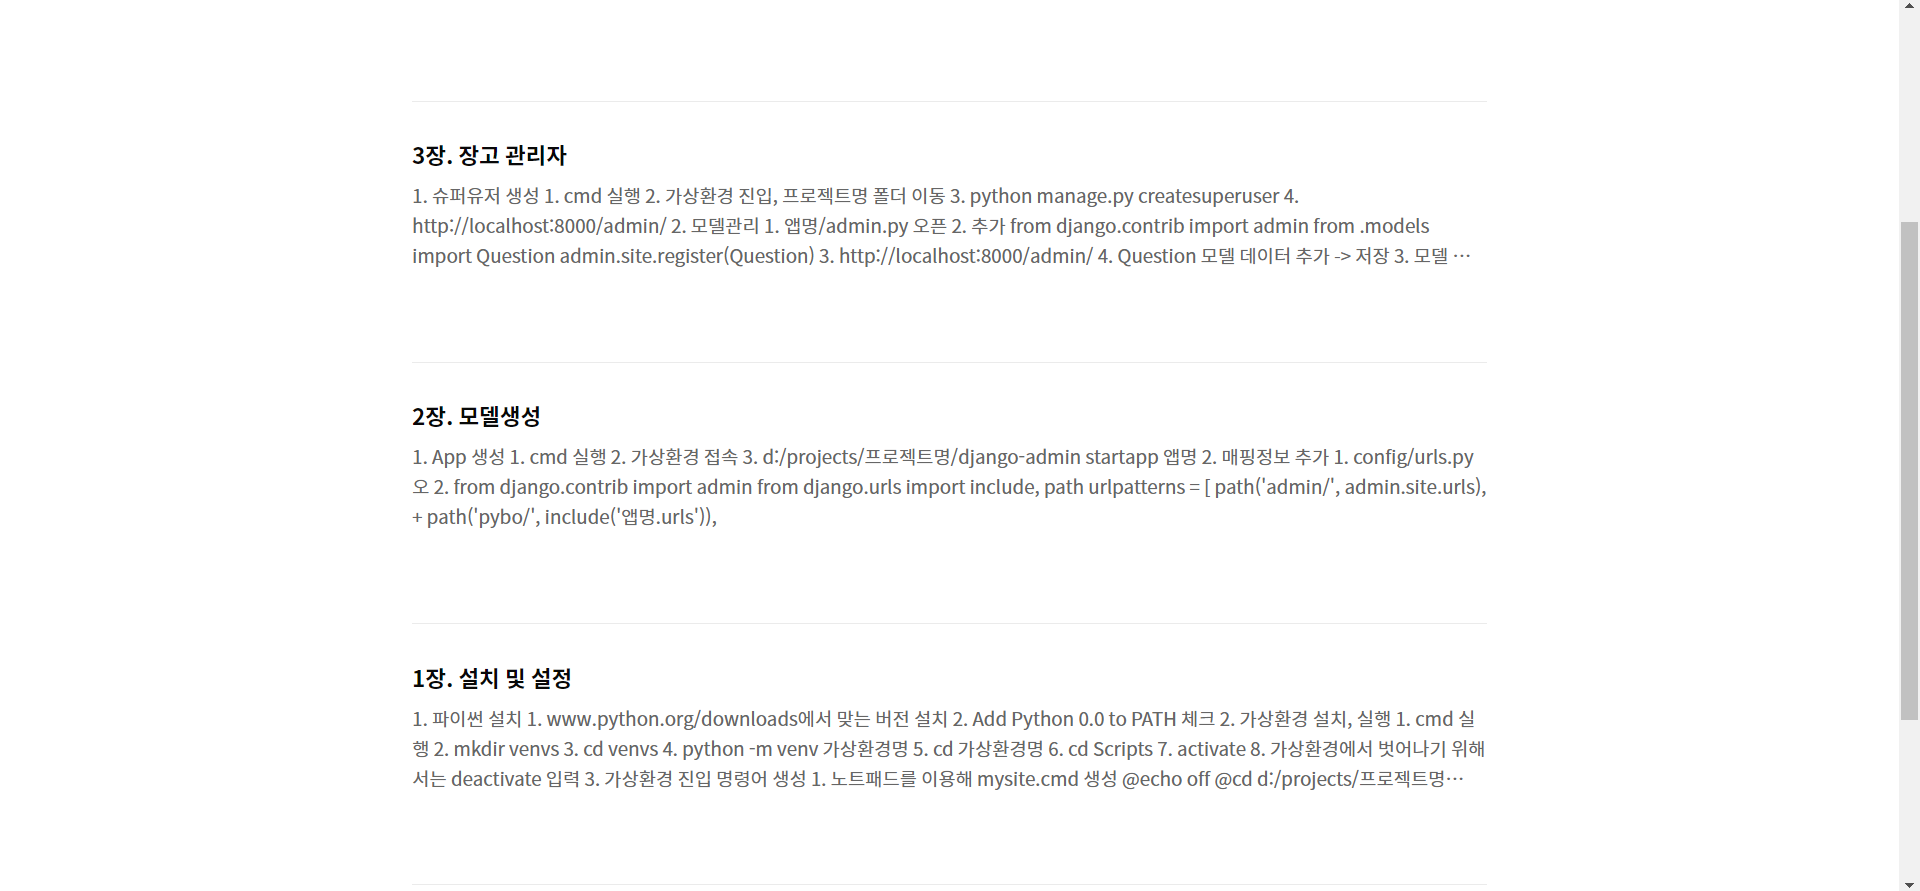 3장. 장고 관리자
1. 슈퍼유저 생성 1. cmd 실행 2. 가상환경 진입, 프로젝트명 폴더 이동 3. python manage.py createsuperuser 4.
http://localhost:8000/admin/ 2. 모델관리 1. 앱명/admin.py 오픈 2. 추가 from django.contrib import admin from .models
import Question admin.site.register(Question) 3. http://localhost:8000/admin/ 4. Question 모델 데이터 추가 -> 저장 3. 모델 …
2장. 모델생성
1. App 생성 1. cmd 실행 2. 가상환경 접속 3. d:/projects/프로젝트명/django-admin startapp 앱명 2. 매핑정보 추가 1. config/urls.py
오 2. from django.contrib import admin from django.urls import include, path urlpatterns = [ path('admin/', admin.site.urls),
+ path('pybo/', include('앱명.urls')),
1장. 설치 및 설정
1. 파이썬 설치 1. www.python.org/downloads에서 맞는 버전 설치 2. Add Python 0.0 to PATH 체크 2. 가상환경 설치, 실행 1. cmd 실
행 2. mkdir venvs 3. cd venvs 4. python -m venv 가상환경명 5. cd 가상환경명 6. cd Scripts 7. activate 8. 가상환경에서 벗어나기 위해
서는 deactivate 입력 3. 가상환경 진입 명령어 생성 1. 노트패드를 이용해 mysite.cmd 생성 @echo off @cd d:/projects/프로젝트명…